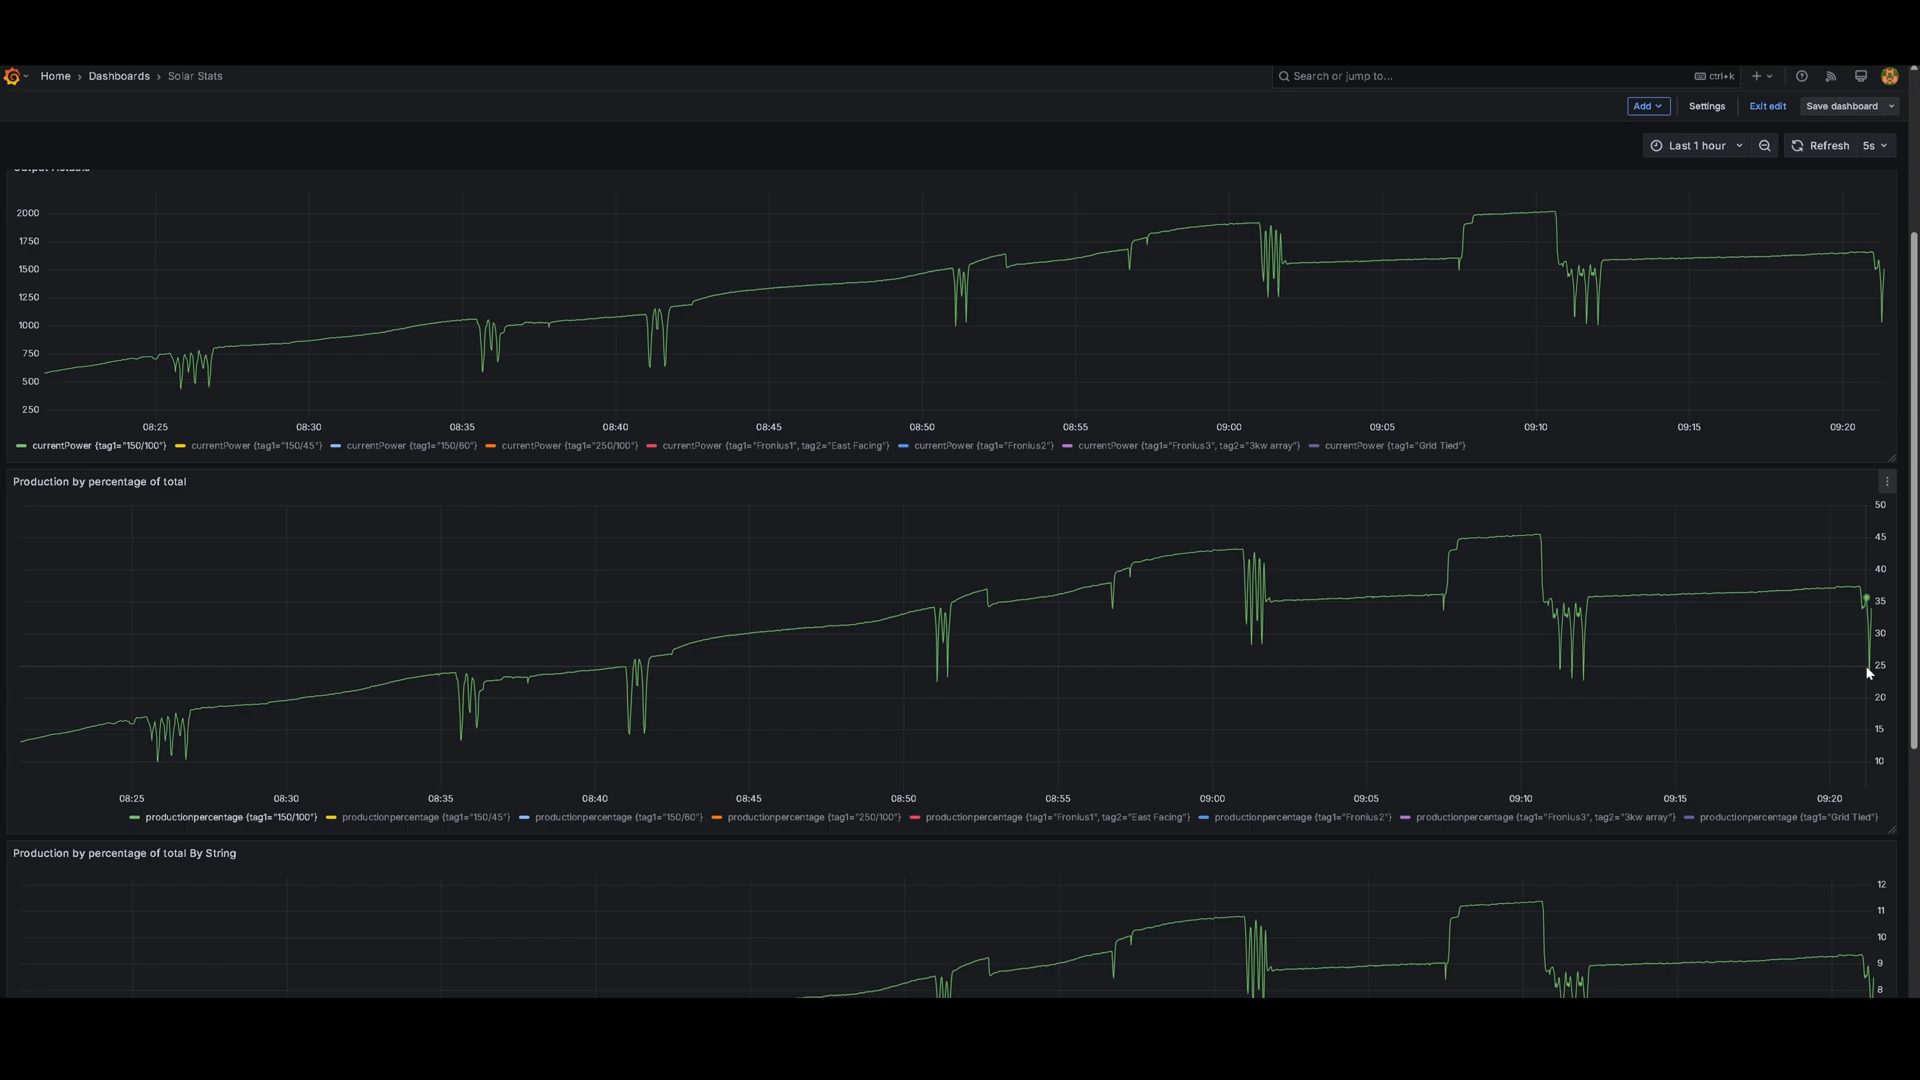 Home › Dashboards › Solar Stats
Search or jump to... ctrl+k
Add Settings Exit edit Save dashboard
Last 1 hour Refresh 5s
2000
1750
1500
1250
1000
750
500
250
08:25 08:30 08:35 08:40 08:45 08:50 08:55 09:00 09:05 09:10 09:15 09:20
currentPower {tag1="150/100"} currentPower {tag1="150/45"} currentPower {tag1="150/60"} currentPower {tag1="250/100"} currentPower {tag1="Fronius1", tag2="East Facing"} currentPower {tag1="Fronius2"} currentPower {tag1="Fronius3", tag2="3kw array"} currentPower {tag1="Grid Tied"}
Production by percentage of total
50
45
40
35
30
25
20
15
10
08:25 08:30 08:35 08:40 08:45 08:50 08:55 09:00 09:05 09:10 09:15 09:20
productionpercentage {tag1="150/100"} productionpercentage {tag1="150/45"} productionpercentage {tag1="150/60"} productionpercentage {tag1="250/100"} productionpercentage {tag1="Fronius1", tag2="East Facing"} productionpercentage {tag1="Fronius2"} productionpercentage {tag1="Fronius3", tag2="3kw array"} productionpercentage {tag1="Grid Tied"}
Production by percentage of total By String
12
11
10
9
8